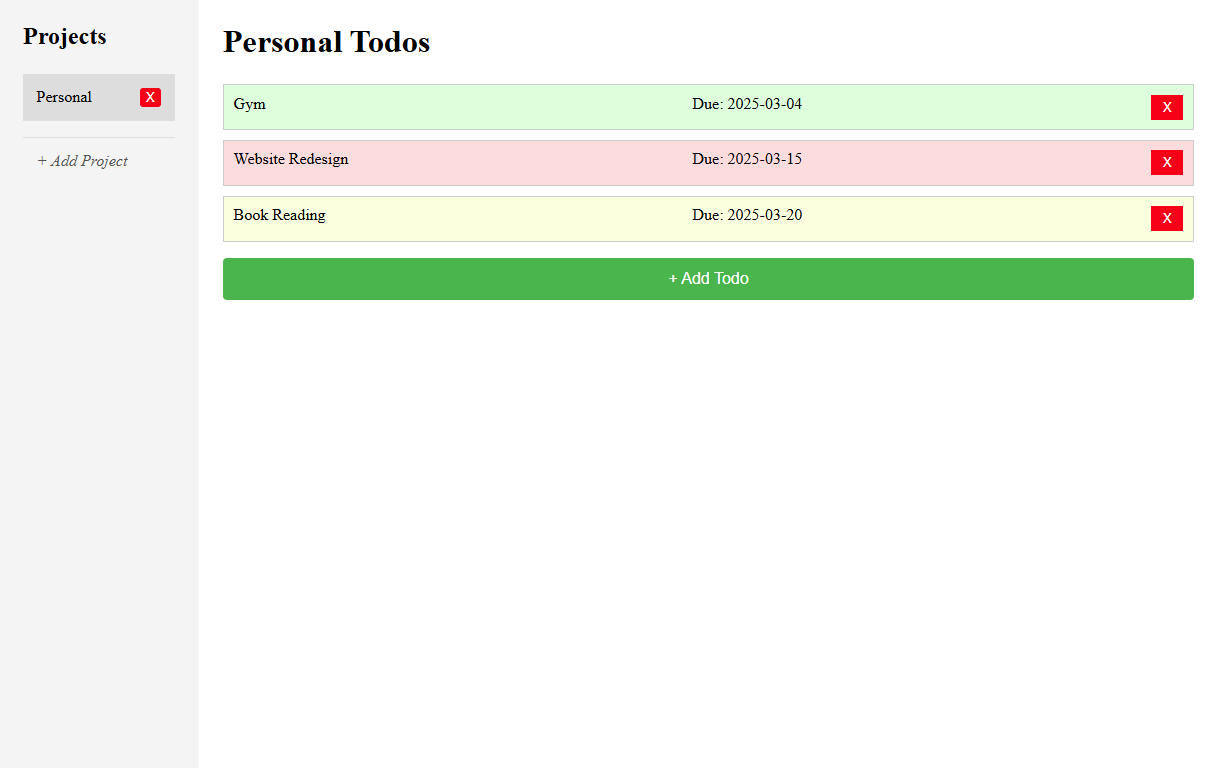 Projects
Personal X
+ Add Project
Personal Todos
Gym Due: 2025-03-04 X
Website Redesign Due: 2025-03-15 X
Book Reading Due: 2025-03-20 X
+ Add Todo